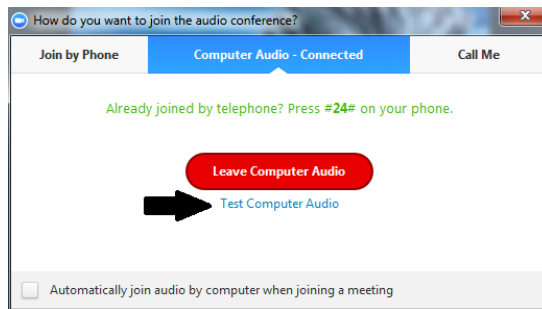 How do you want to join the audio conference?
Join by Phone
Computer Audio - Connected
Call Me
Already joined by telephone? Press #24# on your phone.
Leave Computer Audio
Test Computer Audio
Automatically join audio by computer when joining a meeting